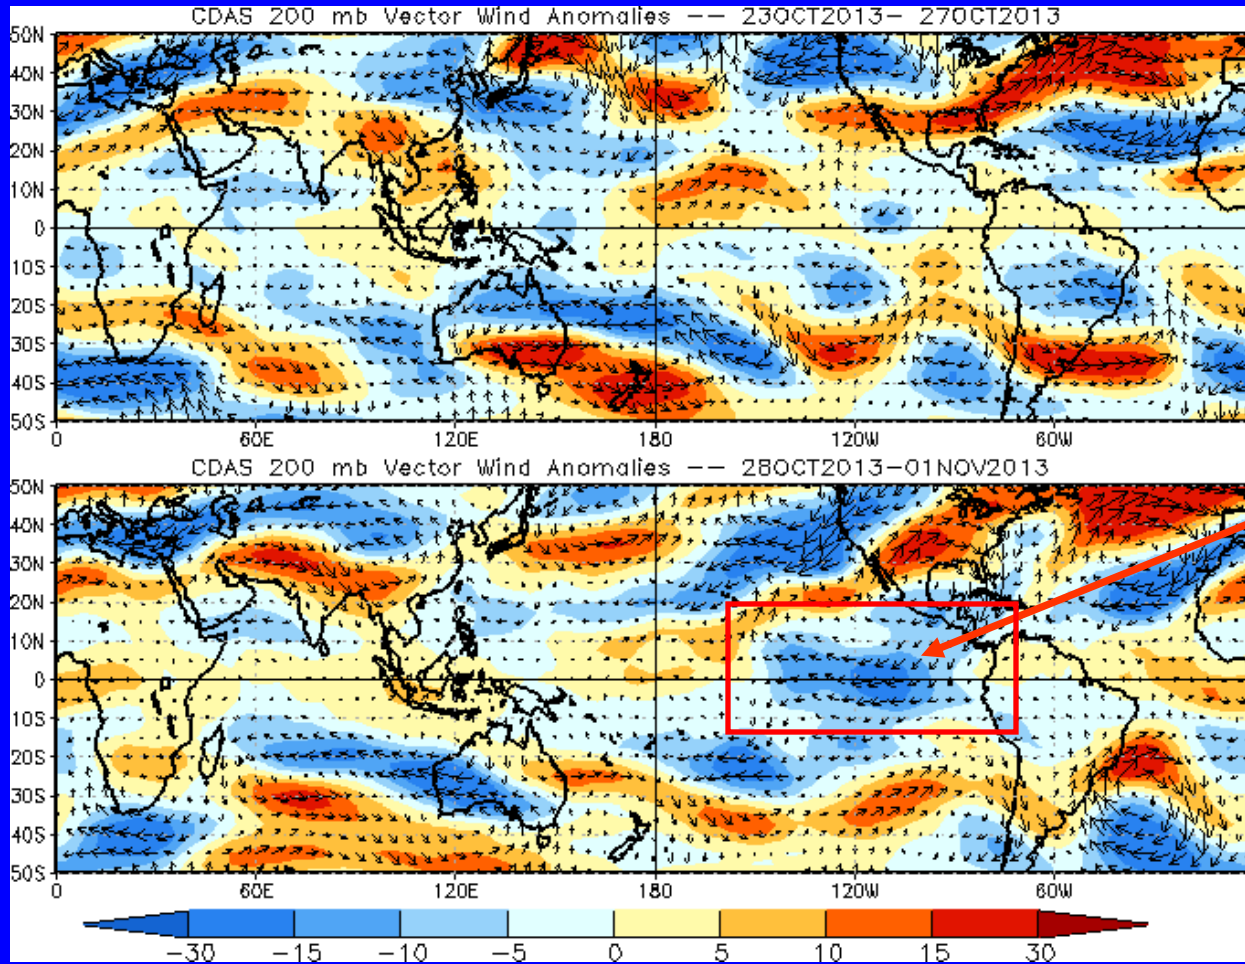 CDAS 200 mb Vector Wind Anomalies -- 23OCT2013- 27OCT2013
50N
40N
30N
20N
10N
0
10S
20S
30S
40S
50S
0 60E 120E 180 120W 60W
CDAS 200 mb Vector Wind Anomalies -- 28OCT2013-01NOV2013
50N
40N
30N
20N
10N
0
10S
20S
30S
40S
50S
0 60E 120E 180 120W 60W
-30 -15 -10 -5 0 5 10 15 30